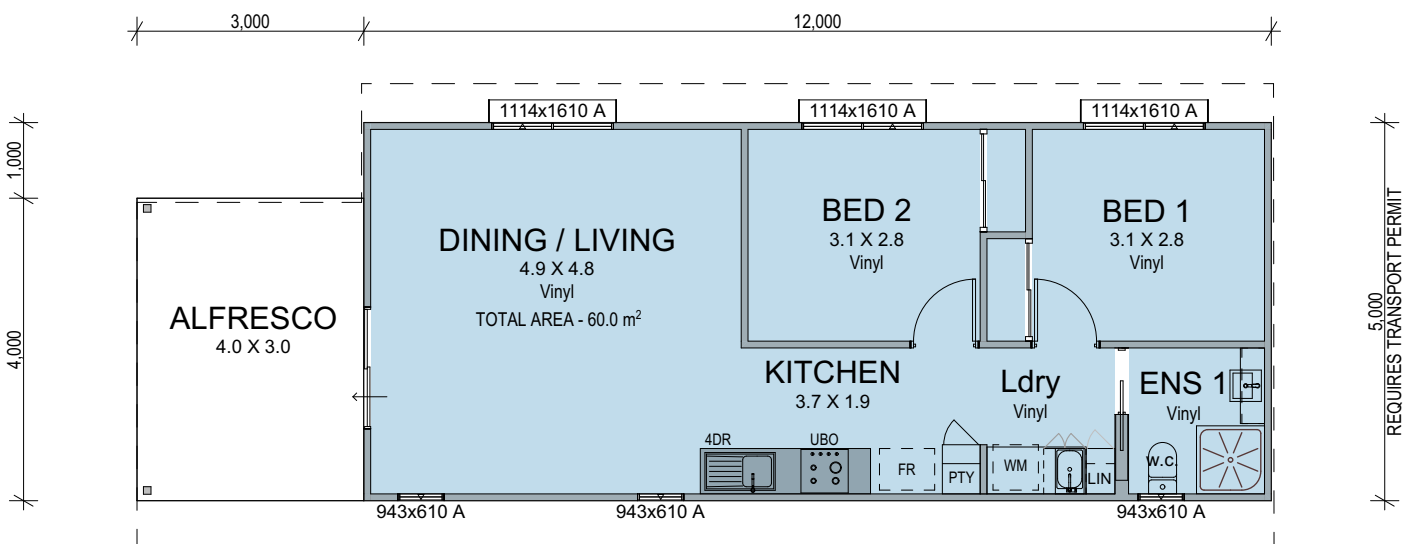 3,000
12,000
1114x1610 A
1114x1610 A
1114x1610 A
1,000
4,000
5,000
REQUIRES TRANSPORT PERMIT
BED 2
3.1 X 2.8
Vinyl
BED 1
3.1 X 2.8
Vinyl
DINING / LIVING
4.9 X 4.8
Vinyl
TOTAL AREA - 60.0 m²
ALFRESCO
4.0 X 3.0
KITCHEN
3.7 X 1.9
Ldry
Vinyl
ENS 1
Vinyl
4DR
UBO
FR
PTY
WM
LIN
W.C.
943x610 A
943x610 A
943x610 A